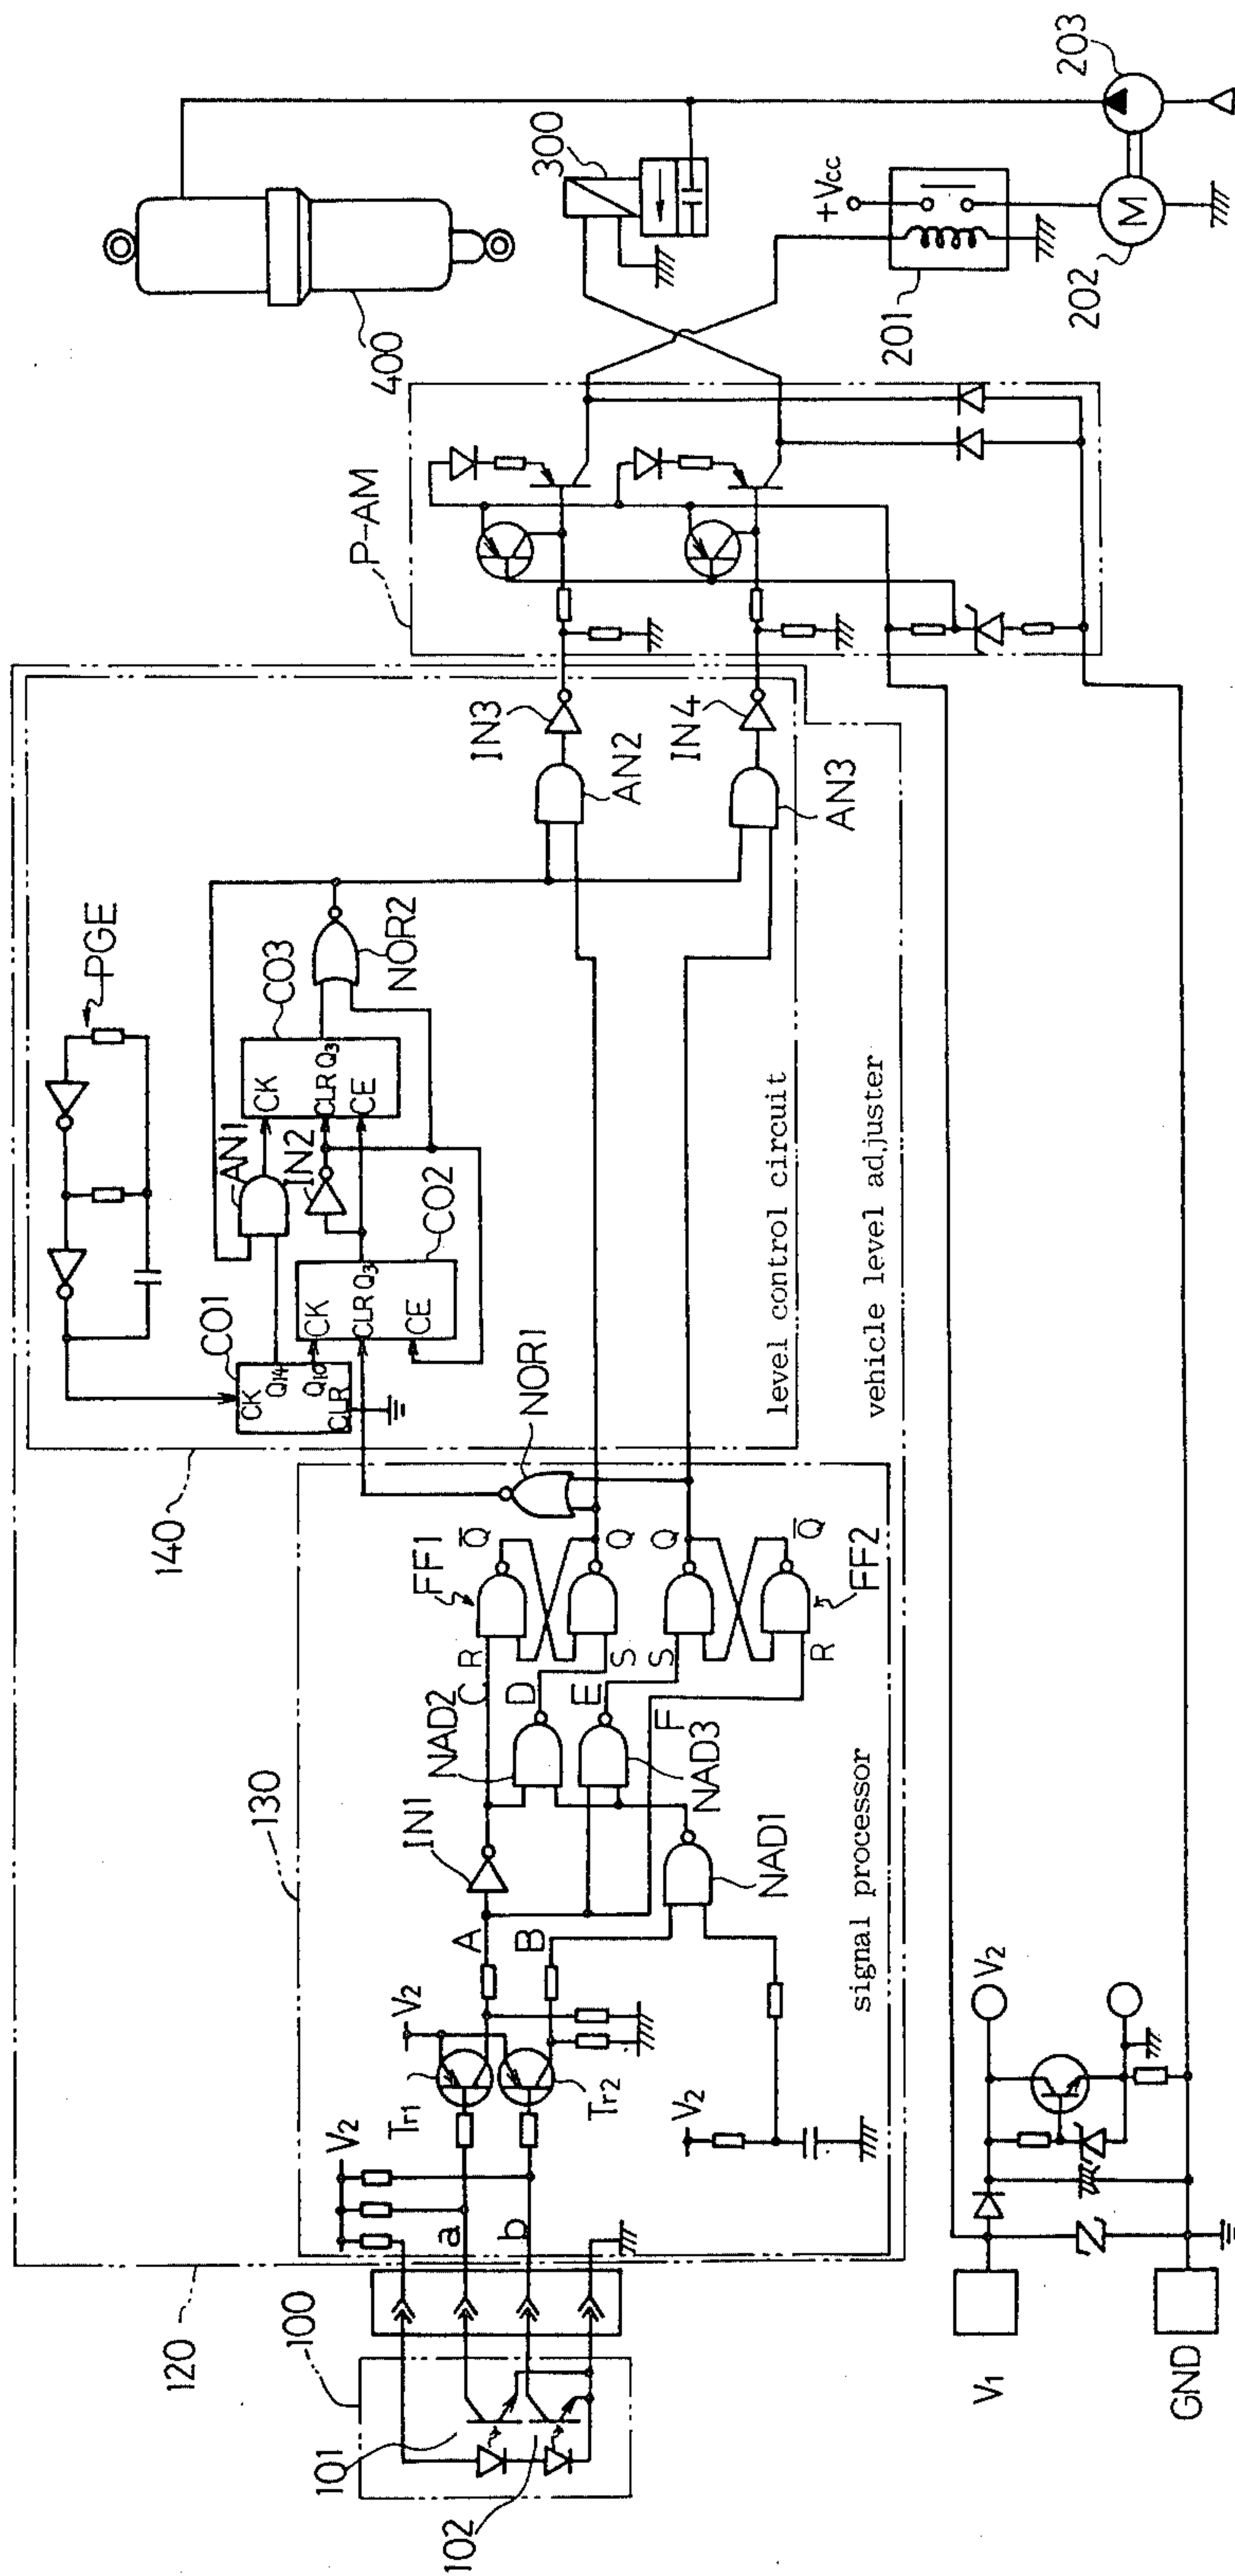 120
100
101
102
130
signal processor
V2
a
b
Tr1
Tr2
V2
V2
A
B
IN1
NAD1
NAD2
NAD3
C
D
E
F
R
S
S
R
FF1
FF2
Q̅
Q
Q
Q̅
NOR1
140
level control circuit
vehicle level adjuster
CO1
CK
Q14
Q10
CLR
PGE
CO2
CK
CLR
Q3
CE
AN1
IN2
CO3
CK
CLR
Q3
CE
NOR2
AN2
AN3
IN3
IN4
P-AM
400
300
+Vcc
201
M
202
203
V1
GND
V2